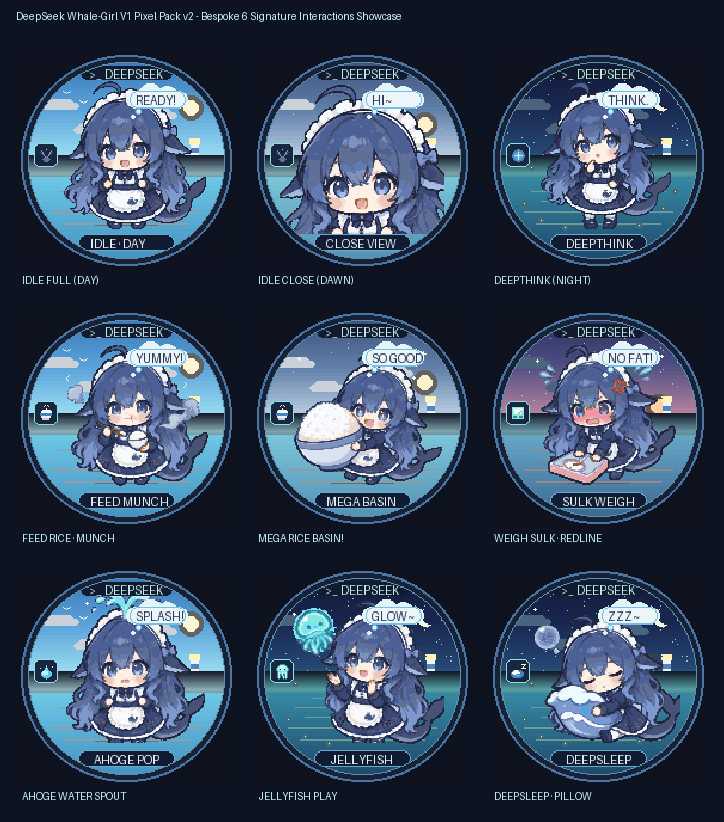 DeepSeek Whale-Girl V1 Pixel Pack v2 - Bespoke 6 Signature Interactions Showcase
>_ DEEPSEEK
READY!
IDLE · DAY
IDLE FULL (DAY)
>_ DEEPSEEK
HI~
CLOSE VIEW
IDLE CLOSE (DAWN)
>_ DEEPSEEK
THINK..
DEEPTHINK
DEEPTHINK (NIGHT)
>_ DEEPSEEK
YUMMY!
FEED MUNCH
FEED RICE · MUNCH
>_ DEEPSEEK
SO GOOD
MEGA BASIN
MEGA RICE BASIN!
>_ DEEPSEEK
NO FAT!
SULK WEIGH
WEIGH SULK · REDLINE
>_ DEEPSEEK
SPLASH!
AHOGE POP
AHOGE WATER SPOUT
>_ DEEPSEEK
GLOW~
JELLYFISH
JELLYFISH PLAY
>_ DEEPSEEK
ZZZ~
Z
DEEPSLEEP
DEEPSLEEP · PILLOW